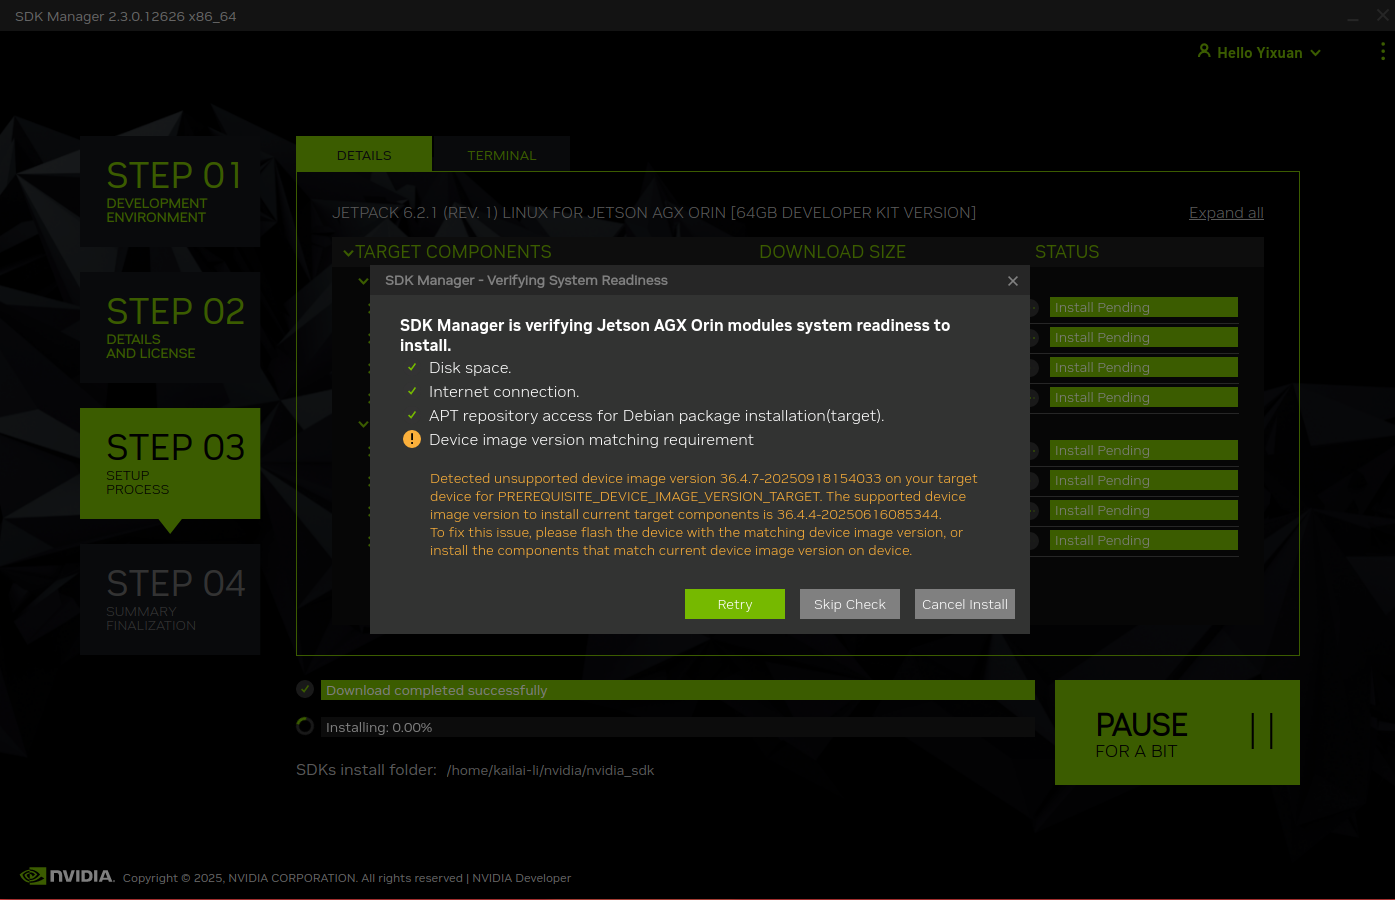 SDK Manager 2.3.0.12626 x86_64
Hello Yixuan
STEP 01
DEVELOPMENT
ENVIRONMENT
STEP 02
DETAILS
AND LICENSE
STEP 03
SETUP
PROCESS
STEP 04
SUMMARY
FINALIZATION
DETAILS
TERMINAL
JETPACK 6.2.1 (REV. 1) LINUX FOR JETSON AGX ORIN [64GB DEVELOPER KIT VERSION]
Expand all
TARGET COMPONENTS
DOWNLOAD SIZE
STATUS
Install Pending
Install Pending
Install Pending
Install Pending
Install Pending
Install Pending
Install Pending
Install Pending
SDK Manager - Verifying System Readiness
SDK Manager is verifying Jetson AGX Orin modules system readiness to
install.
Disk space.
Internet connection.
APT repository access for Debian package installation(target).
Device image version matching requirement
Detected unsupported device image version 36.4.7-20250918154033 on your target
device for PREREQUISITE_DEVICE_IMAGE_VERSION_TARGET. The supported device
image version to install current target components is 36.4.4-20250616085344.
To fix this issue, please flash the device with the matching device image version, or
install the components that match current device image version on device.
Retry
Skip Check
Cancel Install
Download completed successfully
Installing: 0.00%
SDKs install folder: /home/kailai-li/nvidia/nvidia_sdk
PAUSE
FOR A BIT
NVIDIA. Copyright © 2025, NVIDIA CORPORATION. All rights reserved | NVIDIA Developer